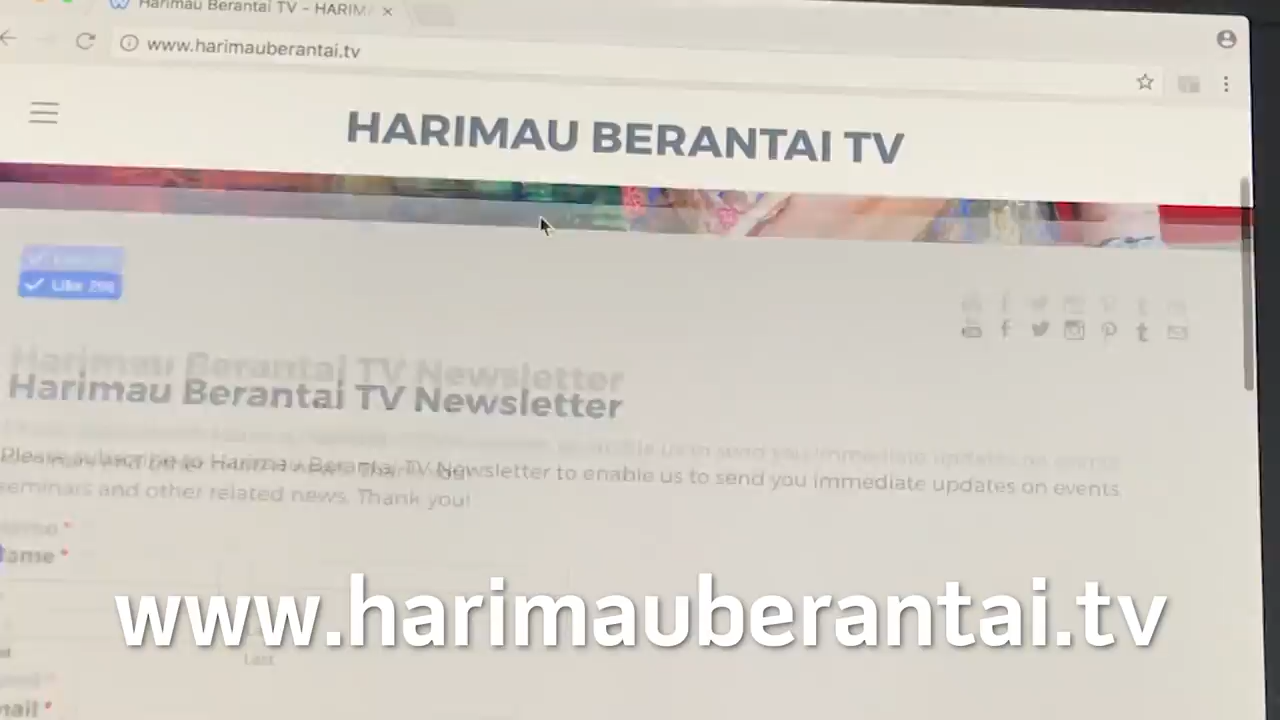 Harimau Berantai TV - HARIM
www.harimauberantai.tv
HARIMAU BERANTAI TV
Like
Harimau Berantai TV Newsletter
Please subscribe to Harimau Berantai TV Newsletter to enable us to send you immediate updates on events
seminars and other related news. Thank you!
ame *
www.harimauberantai.tv
Last
ail *